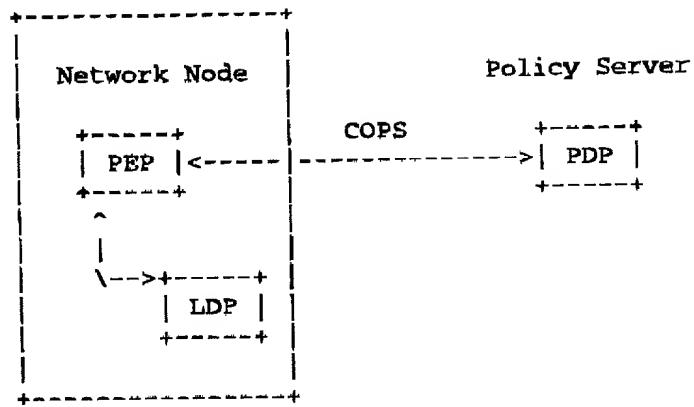 +----------------+
|                |
|  Network Node  |            Policy Server
|                |
|   +-----+      |   COPS        +-----+
|   | PEP |<-----|-------------->| PDP |
|   +-----+      |               +-----+
|    ^           |
|    |           |
|    \-->+-----+ |
|        | LDP | |
|        +-----+ |
|                |
+----------------+